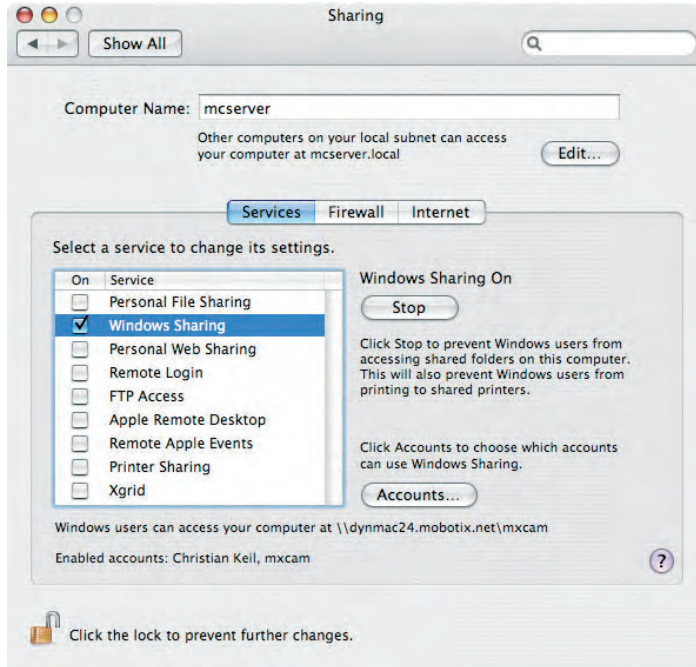 Sharing
Show All
Computer Name: mcserver
Other computers on your local subnet can access
your computer at mcserver.local
Edit...
Services Firewall Internet
Select a service to change its settings.
On Service
Personal File Sharing
Windows Sharing
Personal Web Sharing
Remote Login
FTP Access
Apple Remote Desktop
Remote Apple Events
Printer Sharing
Xgrid
Windows Sharing On
Stop
Click Stop to prevent Windows users from
accessing shared folders on this computer.
This will also prevent Windows users from
printing to shared printers.
Click Accounts to choose which accounts
can use Windows Sharing.
Accounts...
Windows users can access your computer at \\dynmac24.mobotix.net\mxcam
Enabled accounts: Christian Keil, mxcam
?
Click the lock to prevent further changes.